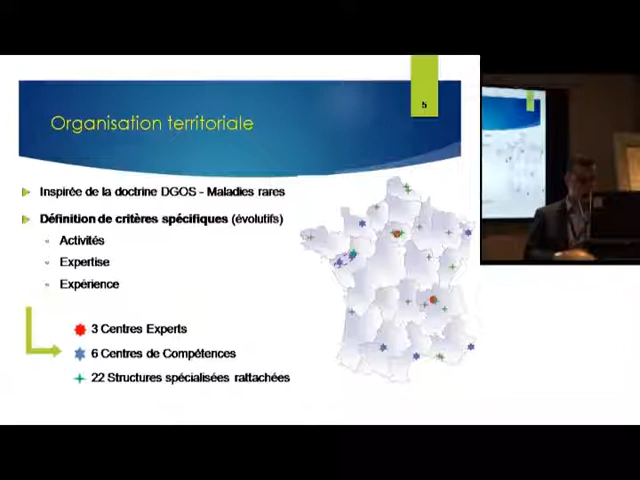 5
Organisation territoriale
Inspirée de la doctrine DGOS - Maladies rares
Définition de critères spécifiques (évolutifs)
Activités
Expertise
Expérience
3 Centres Experts
6 Centres de Compétences
22 Structures spécialisées rattachées